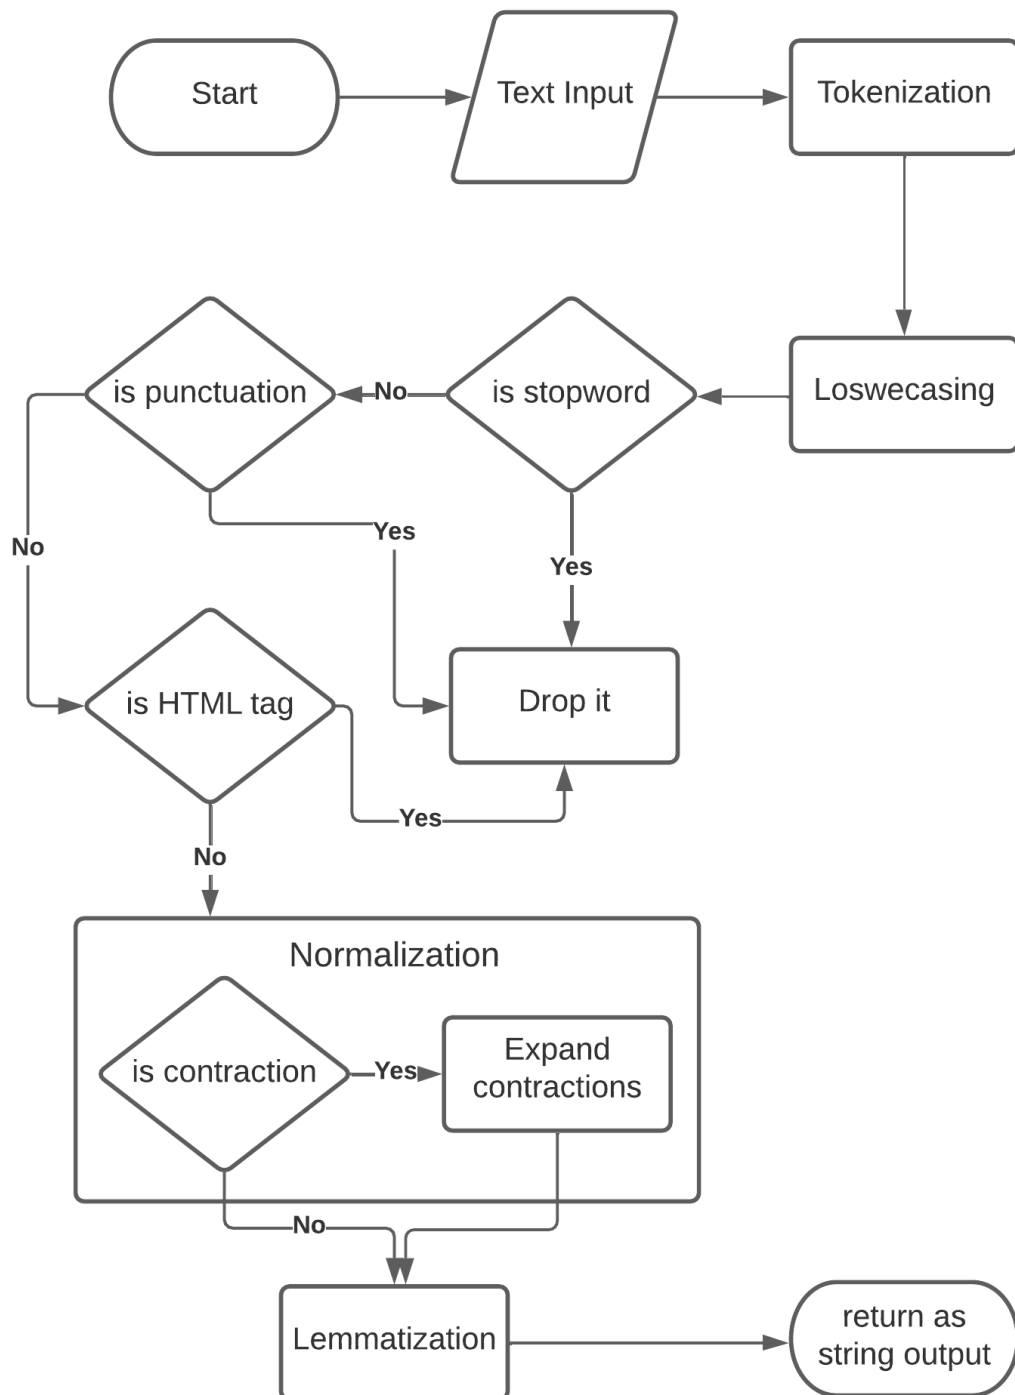 Start
Text Input
Tokenization
Loswecasing
is stopword
No
is punctuation
Yes
Yes
No
Drop it
is HTML tag
Yes
No
Normalization
is contraction
Yes
Expand
contractions
No
Lemmatization
return as
string output